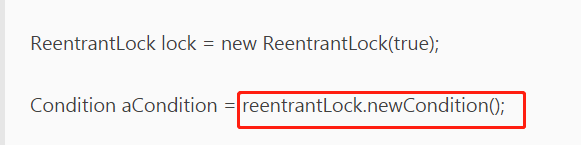 ReentrantLock lock = new ReentrantLock(true);
Condition aCondition = reentrantLock.newCondition();